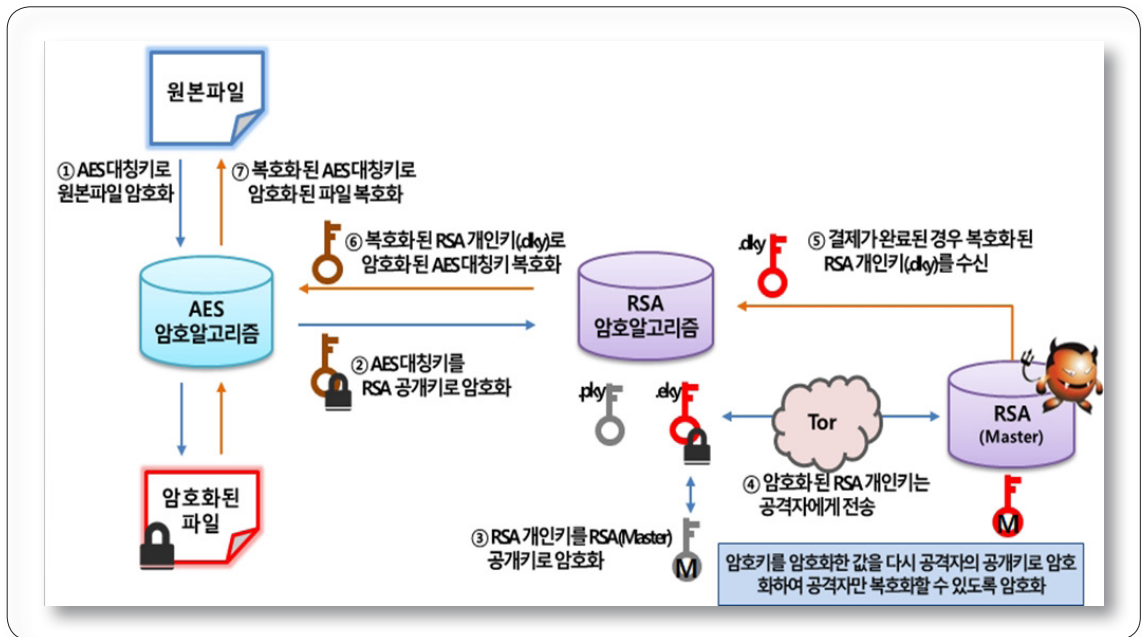 원본파일
① AES 대칭키로
원본파일 암호화
⑦ 복호화 된 AES 대칭키로
암호화된 파일 복호화
⑥ 복호화 된 RSA 개인키(.dky)로
암호화된 AES 대칭키 복호화
.dky
⑤ 결제가 완료된 경우 복호화 된
RSA 개인키(.dky)를 수신
AES
암호알고리즘
RSA
암호알고리즘
② AES 대칭키를
RSA 공개키로 암호화
.pky
.eky
Tor
RSA
(Master)
암호화된
파일
③ RSA 개인키를 RSA(Master)
공개키로 암호화
M
④ 암호화 된 RSA 개인키는
공격자에게 전송
M
암호키를 암호화한 값을 다시 공격자의 공개키로 암호
화하여 공격자만 복호화할 수 있도록 암호화